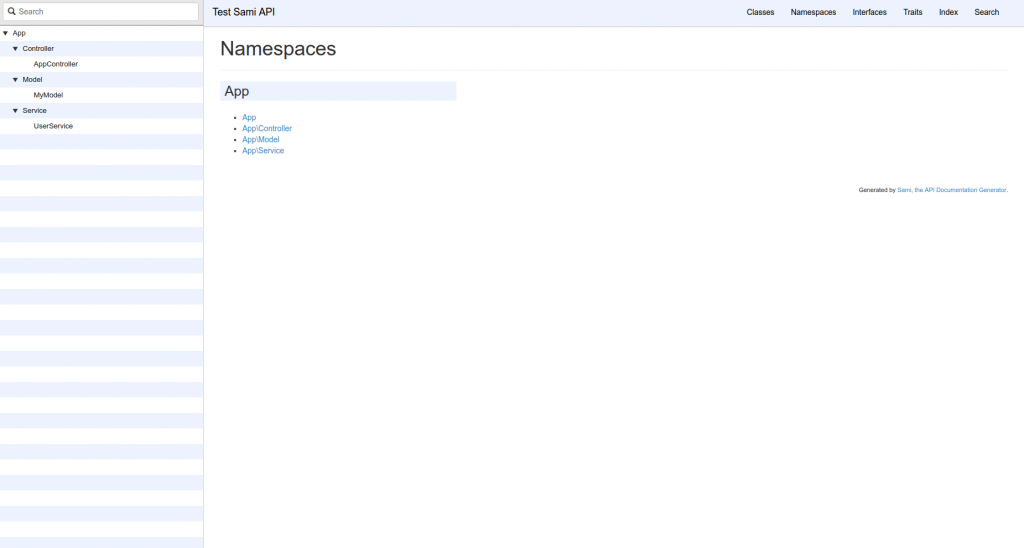 Search
App
Controller
AppController
Model
MyModel
Service
UserService
Test Sami API
Classes Namespaces Interfaces Traits Index Search
Namespaces
App
App
App\Controller
App\Model
App\Service
Generated by Sami, the API Documentation Generator.